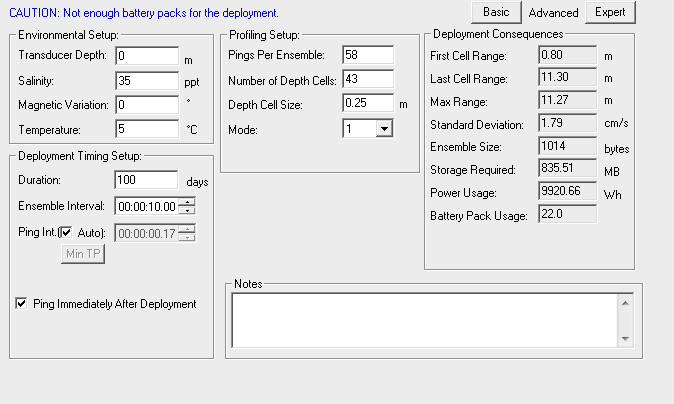 CAUTION: Not enough battery packs for the deployment.
Basic Advanced Expert
Environmental Setup:
Transducer Depth: 0 m
Salinity: 35 ppt
Magnetic Variation: 0 °
Temperature: 5 °C
Deployment Timing Setup:
Duration: 100 days
Ensemble Interval: 00:00:10.00
Ping Int.( Auto): 00:00:00.17
Min TP
Ping Immediately After Deployment
Profiling Setup:
Pings Per Ensemble: 58
Number of Depth Cells: 43
Depth Cell Size: 0.25 m
Mode: 1
Deployment Consequences
First Cell Range: 0.80 m
Last Cell Range: 11.30 m
Max Range: 11.27 m
Standard Deviation: 1.79 cm/s
Ensemble Size: 1014 bytes
Storage Required: 835.51 MB
Power Usage: 9920.66 Wh
Battery Pack Usage: 22.0
Notes